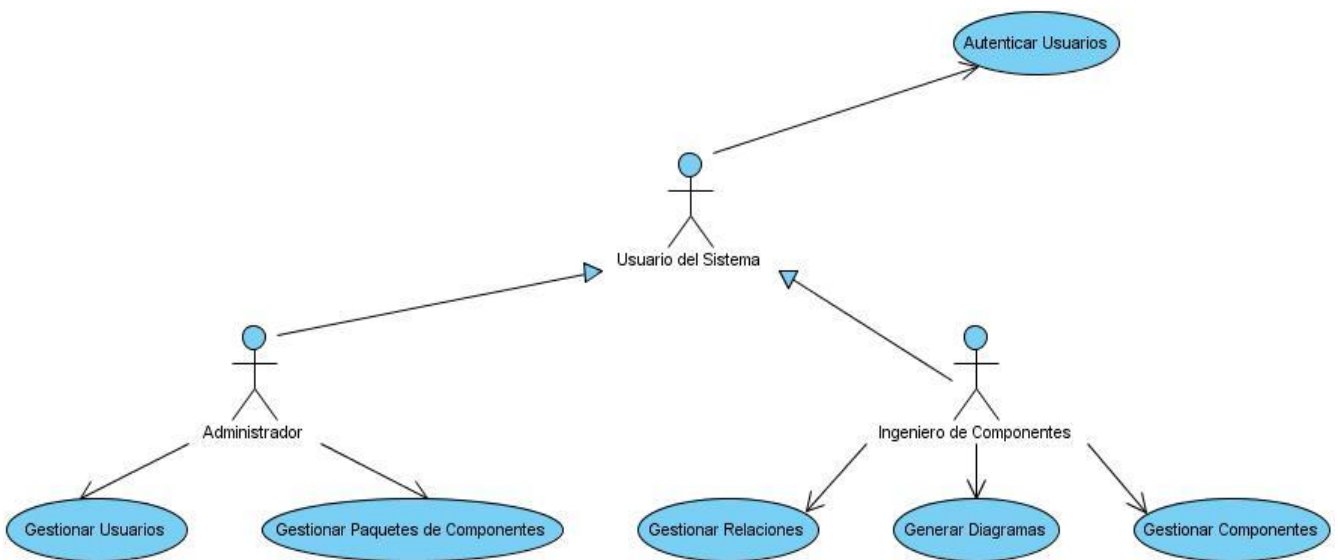 Autenticar Usuarios
Usuario del Sistema
Administrador
Ingeniero de Componentes
Gestionar Usuarios
Gestionar Paquetes de Componentes
Gestionar Relaciones
Generar Diagramas
Gestionar Componentes